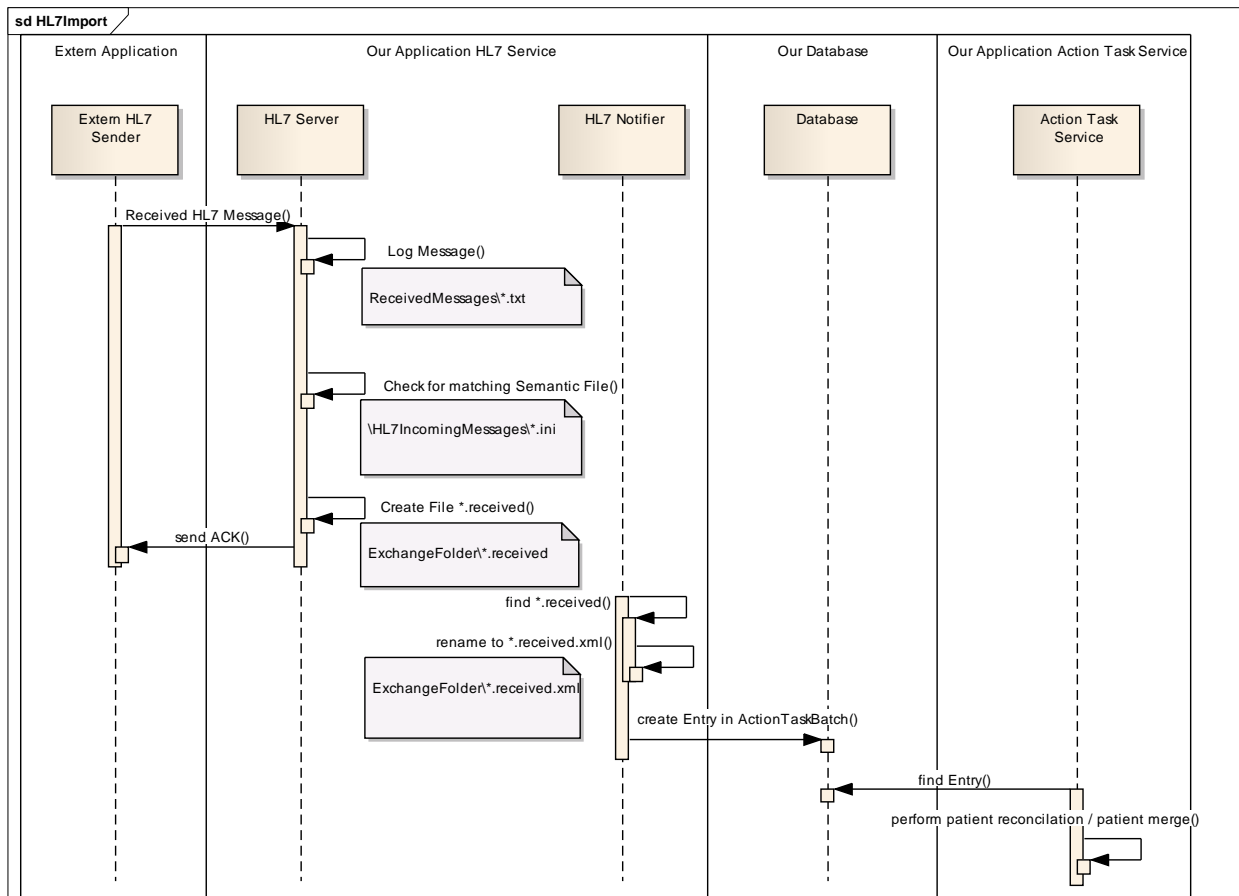 sd HL7Import
Extern Application
Our Application HL7 Service
Our Database
Our Application Action Task Service
Extern HL7
Sender
HL7 Server
HL7 Notifier
Database
Action Task
Service
Received HL7 Message()
Log Message()
ReceivedMessages\*.txt
Check for matching Semantic File()
\HL7IncomingMessages\*.ini
Create File *.received()
send ACK()
ExchangeFolder\*.received
find *.received()
rename to *.received.xml()
ExchangeFolder\*.received.xml
create Entry in ActionTaskBatch()
find Entry()
perform patient reconcilation / patient merge()